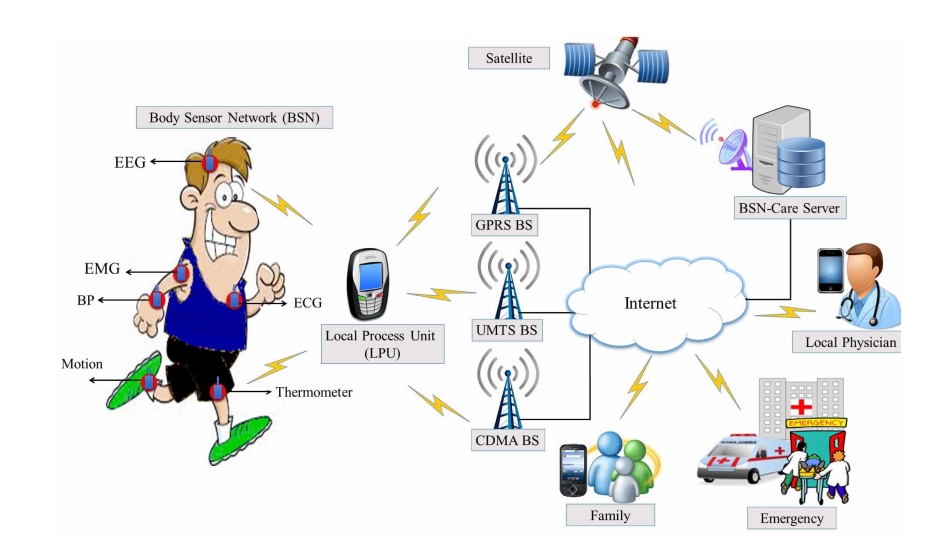 Satellite
Body Sensor Network (BSN)
EEG
BSN-Care Server
GPRS BS
EMG
BP
ECG
Internet
Local Process Unit
(LPU)
UMTS BS
Local Physician
Motion
Thermometer
CDMA BS
EMERGENCY
AMBULANCE
Family
Emergency